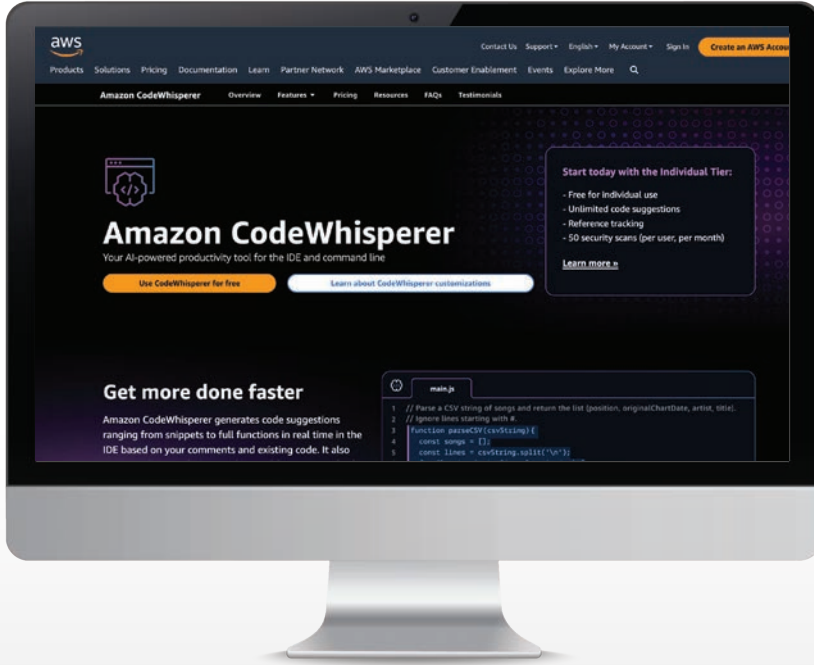 aws
Contact Us Support English My Account Sign In Create an AWS Accou
Products Solutions Pricing Documentation Learn Partner Network AWS Marketplace Customer Enablement Events Explore More
Amazon CodeWhisperer Overview Features Pricing Resources FAQs Testimonials
Amazon CodeWhisperer
Your AI-powered productivity tool for the IDE and command line
Use CodeWhisperer for free Learn about CodeWhisperer customizations
Start today with the Individual Tier:
- Free for individual use
- Unlimited code suggestions
- Reference tracking
- 50 security scans (per user, per month)
Learn more »
Get more done faster
Amazon CodeWhisperer generates code suggestions
ranging from snippets to full functions in real time in the
IDE based on your comments and existing code. It also
main.js
1 // Parse a CSV string of songs and return the list (position, originalChartDate, artist, title).
2 // Ignore lines starting with #.
3 function parseCSV(csvString){
4 const songs = [];
5 const lines = csvString.split('\n');